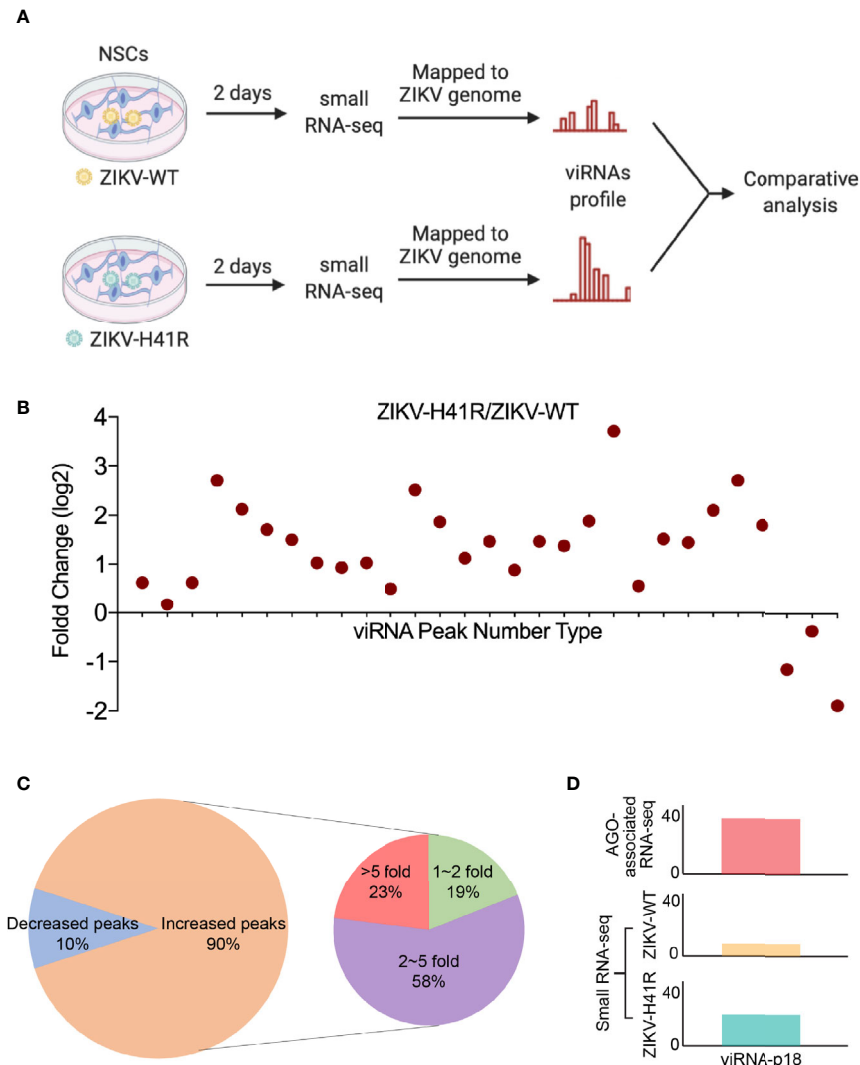 A
NSCs
2 days
small
RNA-seq
Mapped to
ZIKV genome
ZIKV-WT
viRNAs
profile
Comparative
analysis
2 days
small
RNA-seq
Mapped to
ZIKV genome
ZIKV-H41R
B
ZIKV-H41R/ZIKV-WT
Foldd Change (log2)
4
3
2
1
0
-1
-2
viRNA Peak Number Type
C
Decreased peaks
10%
Increased peaks
90%
>5 fold
23%
1~2 fold
19%
2~5 fold
58%
D
AGO-
associated
RNA-seq
40
0
Small RNA-seq
ZIKV-WT
40
0
ZIKV-H41R
40
0
viRNA-p18